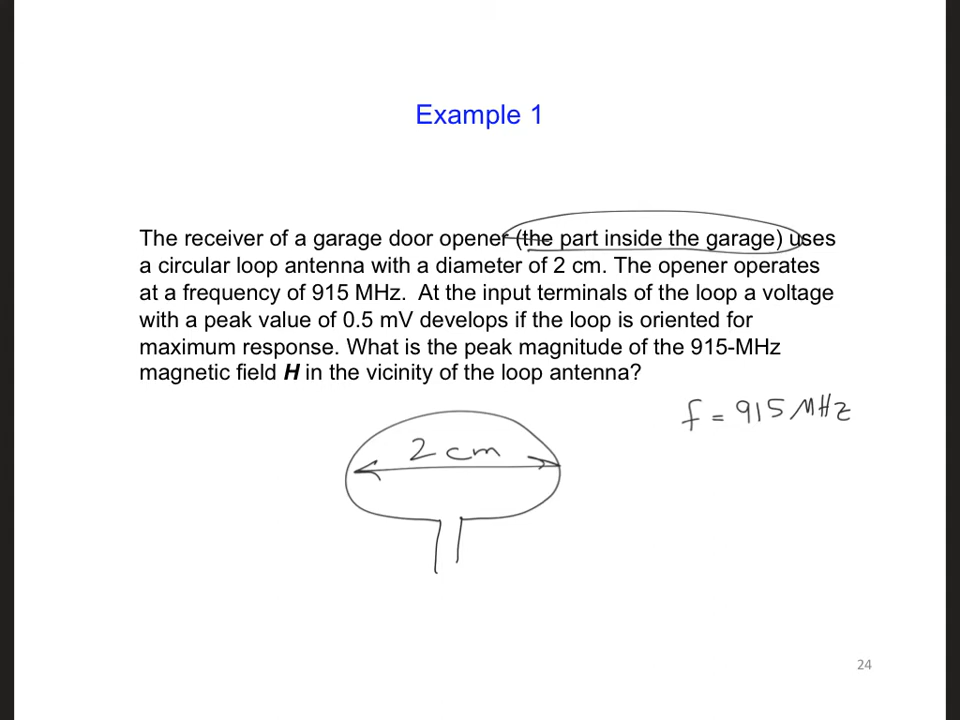 Example 1
The receiver of a garage door opener (the part inside the garage) uses
a circular loop antenna with a diameter of 2 cm. The opener operates
at a frequency of 915 MHz.  At the input terminals of the loop a voltage
with a peak value of 0.5 mV develops if the loop is oriented for
maximum response. What is the peak magnitude of the 915-MHz
magnetic field H in the vicinity of the loop antenna?
f = 915 MHz
2 cm
24